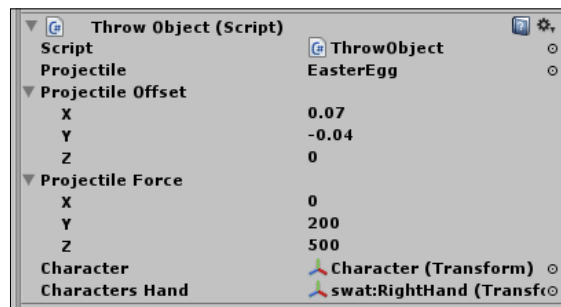 Throw Object (Script)
Script ThrowObject
Projectile EasterEgg
Projectile Offset
X 0.07
Y -0.04
Z 0
Projectile Force
X 0
Y 200
Z 500
Character Character (Transform)
Characters Hand swat:RightHand (Transfo